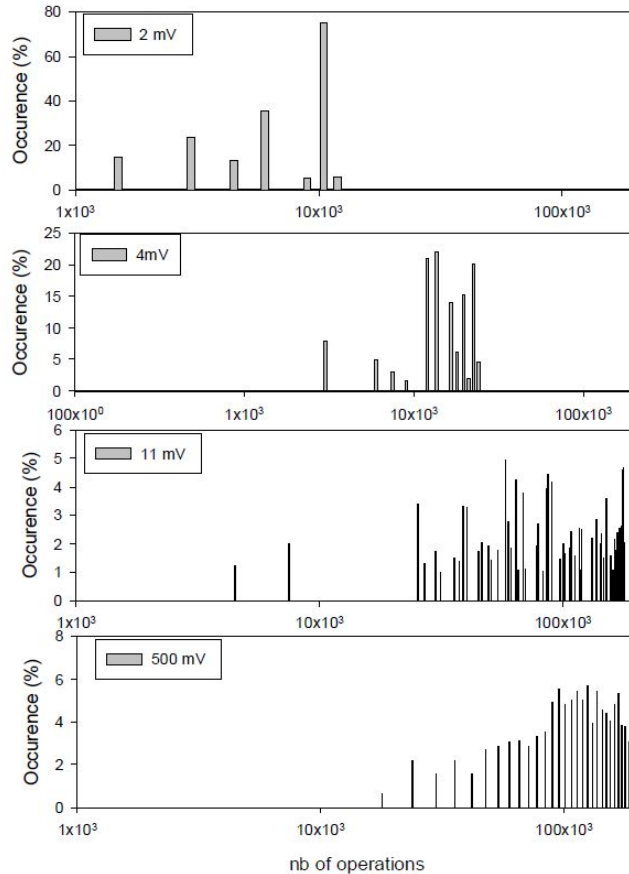 Occurence (%)
80
60
40
20
0
2 mV
1x10³
10x10³
100x10³
Occurence (%)
25
20
15
10
5
0
4mV
100x10⁰
1x10³
10x10³
100x10³
Occurence (%)
6
5
4
3
2
1
0
11 mV
1x10³
10x10³
100x10³
Occurence (%)
8
6
4
2
0
500 mV
1x10³
10x10³
100x10³
nb of operations